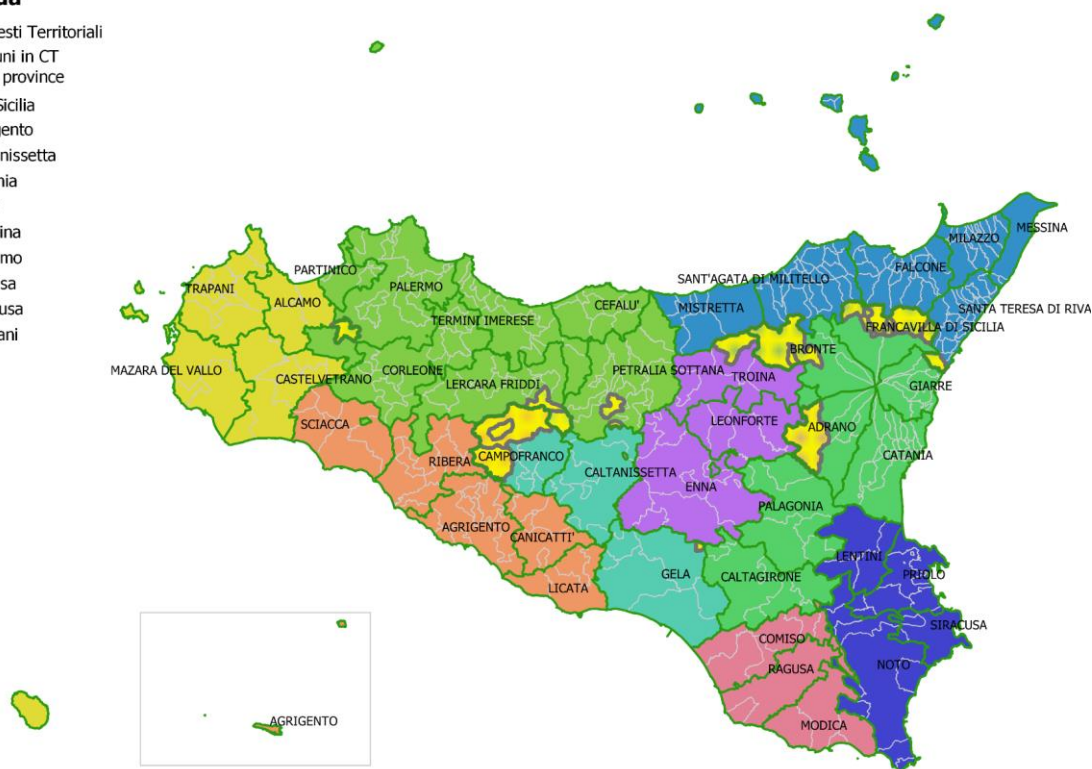 da
esti Territoriali
uni in CT
province
Sicilia
gento
nissetta
nia
ina
mo
sa
usa
ani
MESSINA
MILAZZO
FALCONE
SANT'AGATA DI MILITELLO
PARTINICO
TRAPANI
PALERMO
ALCAMO
CEFALU'
MISTRETTA
SANTA TERESA DI RIVA
TERMINI IMERESE
FRANCAVILLA DI SICILIA
BRONTE
MAZARA DEL VALLO
CASTELVETRANO
CORLEONE
LERCARA FRIDDI
PETRALIA SOTTANA
TROINA
GIARRE
SCIACCA
LEONFORTE
ADRANO
RIBERA
CAMPOFRANCO
CALTANISSETTA
CATANIA
ENNA
PALAGONIA
AGRIGENTO
CANICATTI'
LENTINI
GELA
CALTAGIRONE
PRIOLO
LICATA
SIRACUSA
COMISO
RAGUSA
NOTO
AGRIGENTO
MODICA